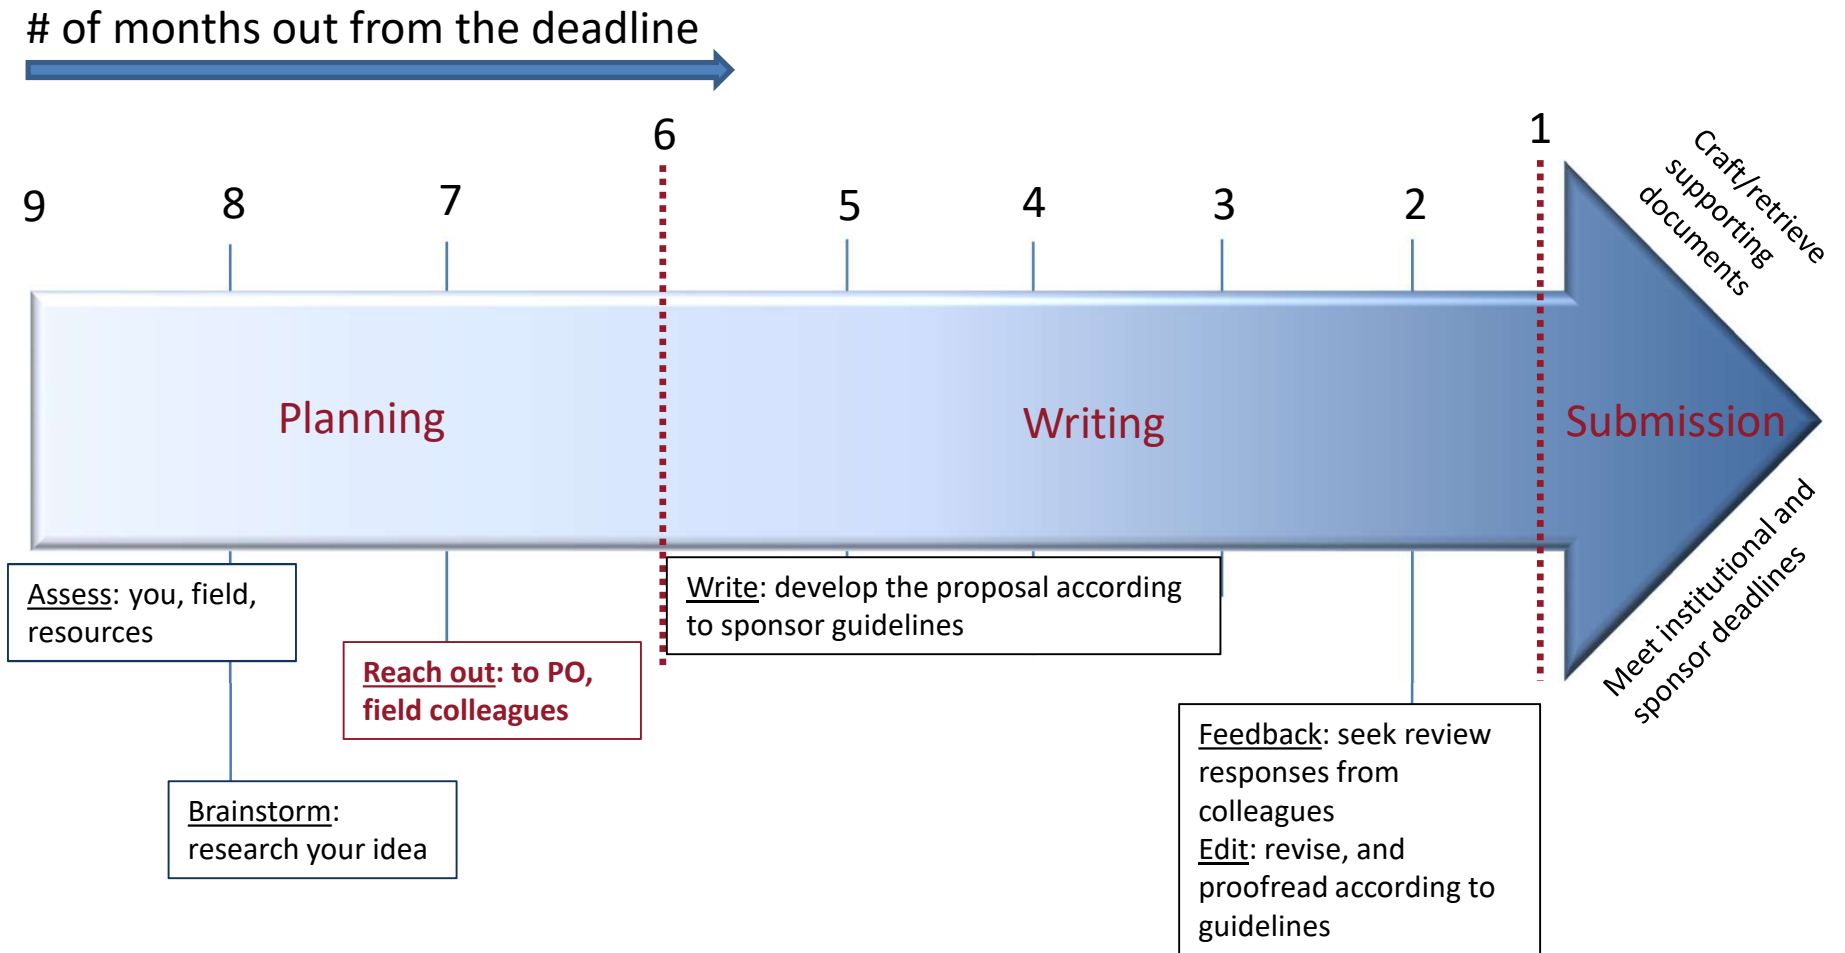 # of months out from the deadline
9
8
7
6
5
4
3
2
1
Craft/retrieve
supporting
documents
Planning
Writing
Submission
Meet institutional and
sponsor deadlines
Assess: you, field,
resources
Reach out: to PO,
field colleagues
Brainstorm:
research your idea
Write: develop the proposal according
to sponsor guidelines
Feedback: seek review
responses from
colleagues
Edit: revise, and
proofread according to
guidelines